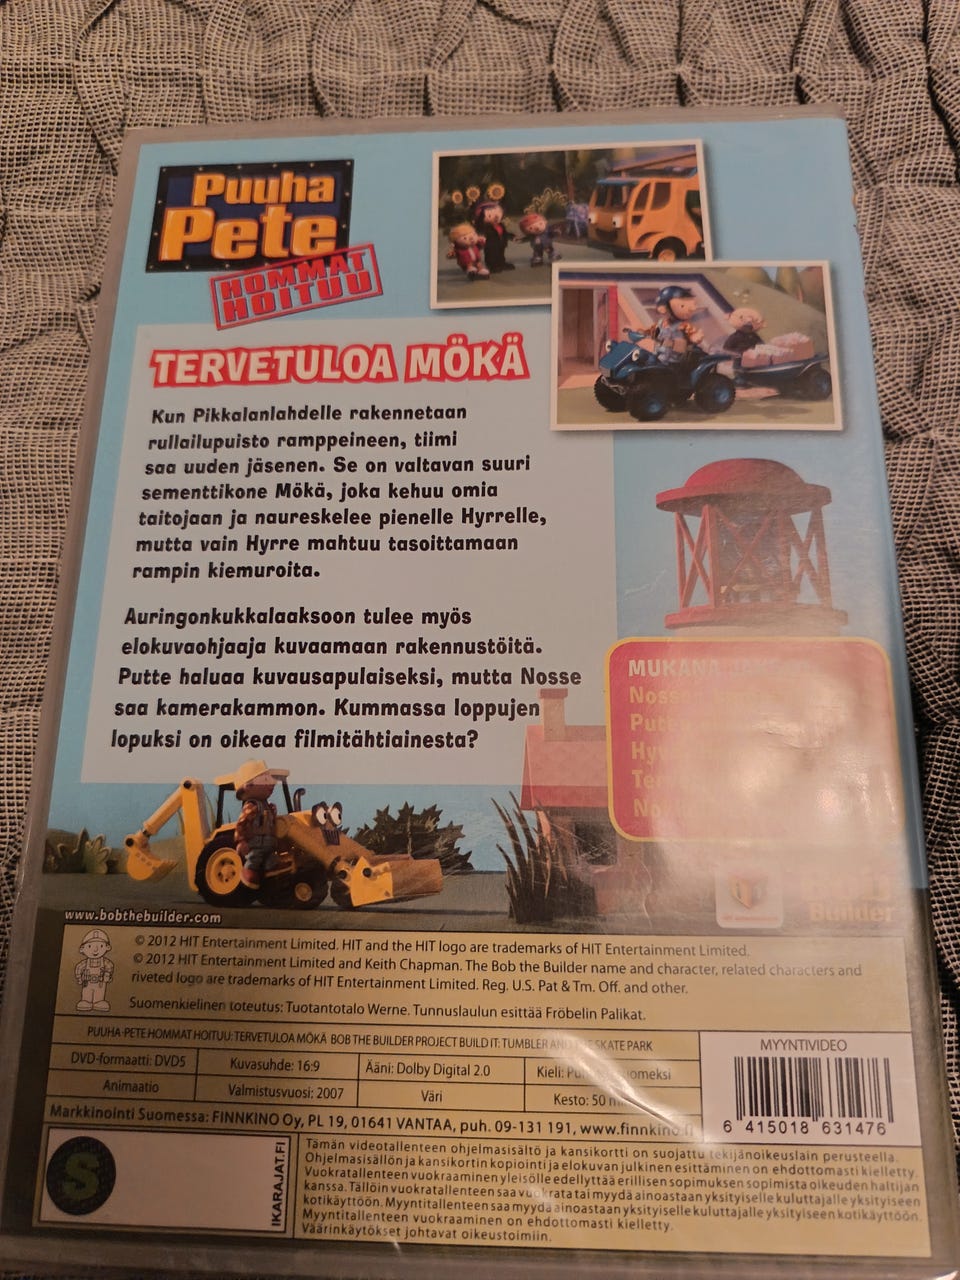 Puuha
Pete
HOMMAT
HOITUU
TERVETULOA MÖKÄ
Kun Pikkalanlahdelle rakennetaan
rullailupuisto ramppeineen, tiimi
saa uuden jäsenen. Se on valtavan suuri
sementtikone Mökä, joka kehuu omia
taitojaan ja naureskelee pienelle Hyrrelle,
mutta vain Hyrre mahtuu tasoittamaan
rampin kiemuroita.
Auringonkukkalaaksoon tulee myös
elokuvaohjaaja kuvaamaan rakennustöitä.
Putte haluaa kuvausapulaiseksi, mutta Nosse
saa kamerakammon. Kummassa loppujen
lopuksi on oikeaa filmitähtiainesta?
MUKANA
Nosse
www.bobthebuilder.com
Builder
© 2012 HIT Entertainment Limited. HIT and the HIT logo are trademarks of HIT Entertainment Limited.
© 2012 HIT Entertainment Limited and Keith Chapman. The Bob the Builder name and character, related characters and
riveted logo are trademarks of HIT Entertainment Limited. Reg. U.S. Pat & Tm. Off. and other.
Suomenkielinen toteutus: Tuotantotalo Werne. Tunnuslaulun esittää Fröbelin Palikat.
PUUHA-PETE HOMMAT HOITUU: TERVETULOA MÖKÄ BOB THE BUILDER PROJECT BUILD IT: TUMBLER AND THE SKATE PARK
DVD-formaatti: DVD5
Kuvasuhde: 16:9
Ääni: Dolby Digital 2.0
Kieli: suomeksi
Animaatio
Valmistusvuosi: 2007
Väri
Kesto: 50
MYYNTIVIDEO
6 415018 631476
Markkinointi Suomessa: FINNKINO Oy, PL 19, 01641 VANTAA, puh. 09-131 191, www.finnkino.fi
S
IKARAJAT.FI
Tämän videotallenteen ohjelmasisältö ja kansikortti on suojattu tekijänoikeuslain perusteella.
Ohjelmasisällön ja kansikortin kopiointi ja elokuvan julkinen esittäminen on ehdottomasti kielletty.
Vuokratallenteen vuokraaminen yleisölle edellyttää erillisen sopimuksen sopimista oikeuden haltijan
kanssa. Tällöin vuokratallenteen saa vuokrata tai myydä ainoastaan yksityiselle kuluttajalle yksityiseen
kotikäyttöön. Myyntitallenteen saa myydä ainoastaan yksityiselle kuluttajalle yksityiseen kotikäyttöön.
Myyntitallenteen vuokraaminen on ehdottomasti kielletty.
Väärinkäytökset johtavat oikeustoimiin.